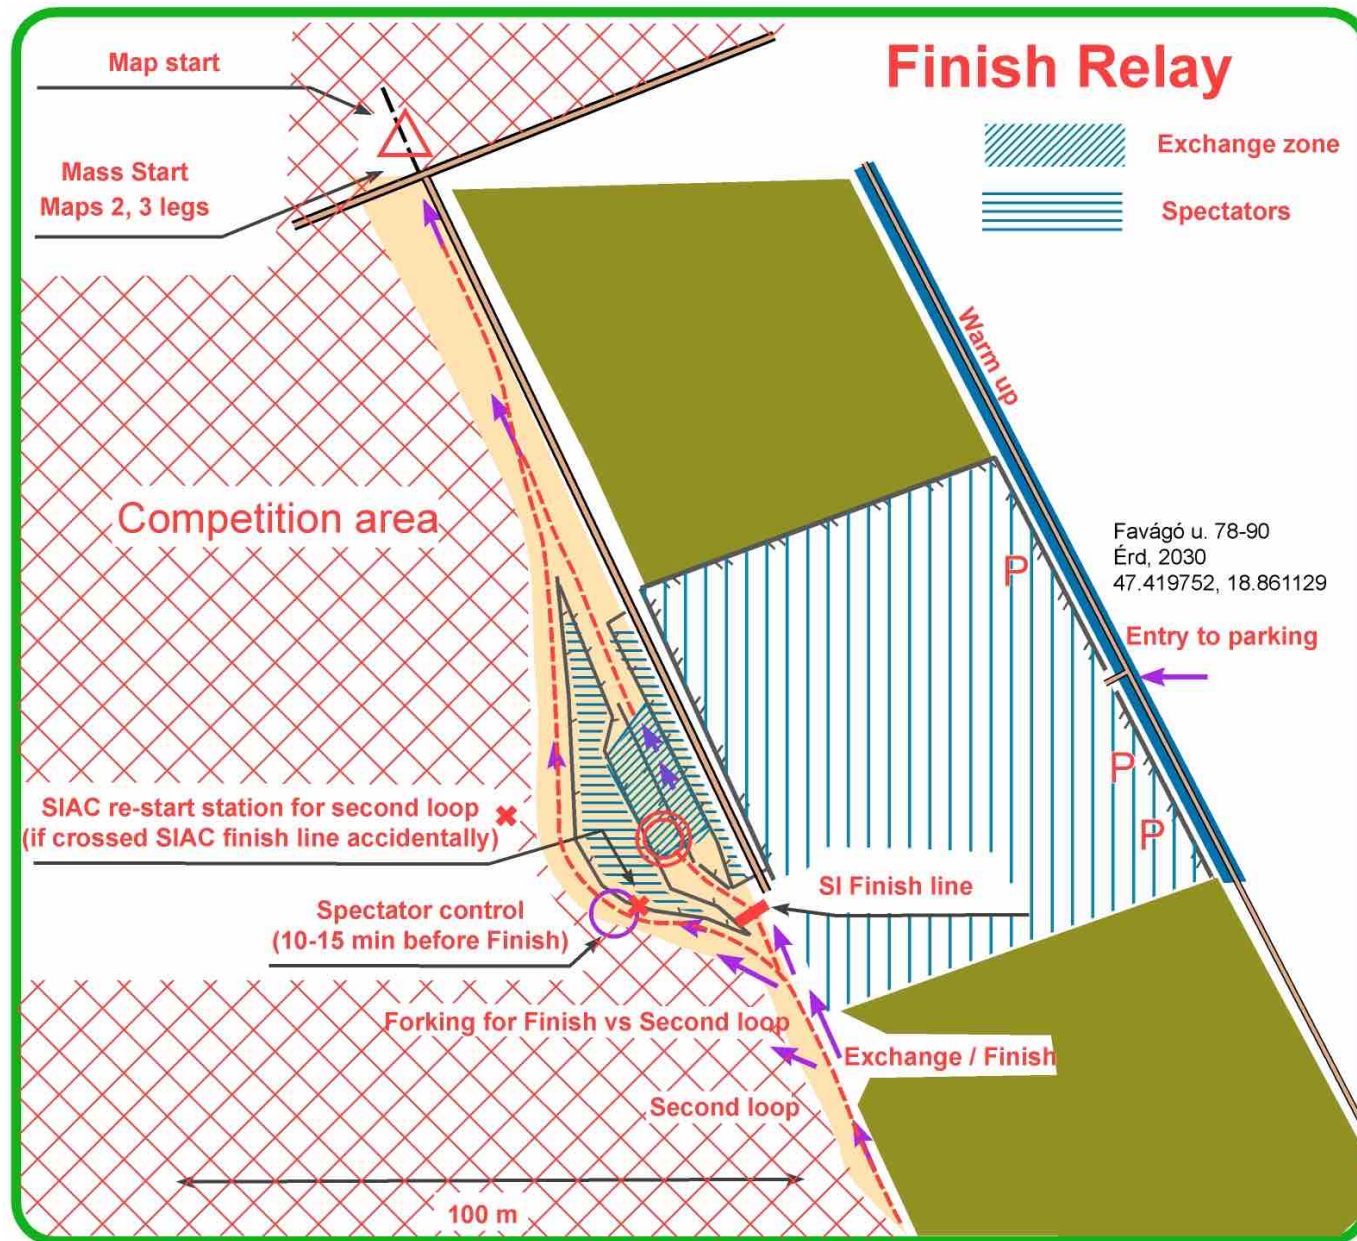 Finish Relay
Map start
Exchange zone
Mass Start
Maps 2, 3 legs
Spectators
Warm up
Competition area
Favágó u. 78-90
Érd, 2030
47.419752, 18.861129
P
Entry to parking
P
SIAC re-start station for second loop
(if crossed SIAC finish line accidentally)
P
SI Finish line
Spectator control
(10-15 min before Finish)
Forking for Finish vs Second loop
Exchange / Finish
Second loop
100 m